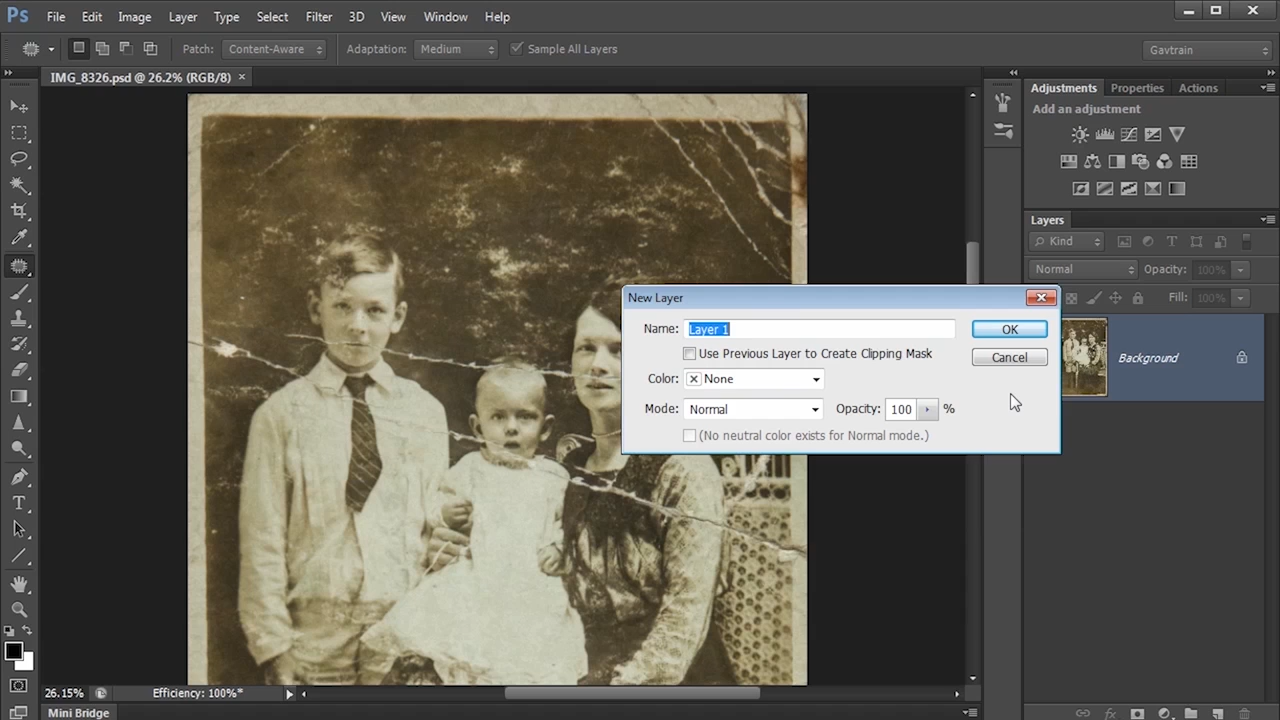 Ps File Edit Image Layer Type Select Filter 3D View Window Help
Patch: Content-Aware Adaptation: Medium Sample All Layers Gavtrain
IMG_8326.psd @ 26.2% (RGB/8) ×
Adjustments Properties Actions
Add an adjustment
Layers
Kind
Normal Opacity: 100%
Fill: 100%
Background
New Layer
Name: Layer 1 OK
Use Previous Layer to Create Clipping Mask Cancel
Color: None
Mode: Normal Opacity: 100 %
(No neutral color exists for Normal mode.)
26.15% Efficiency: 100%*
Mini Bridge